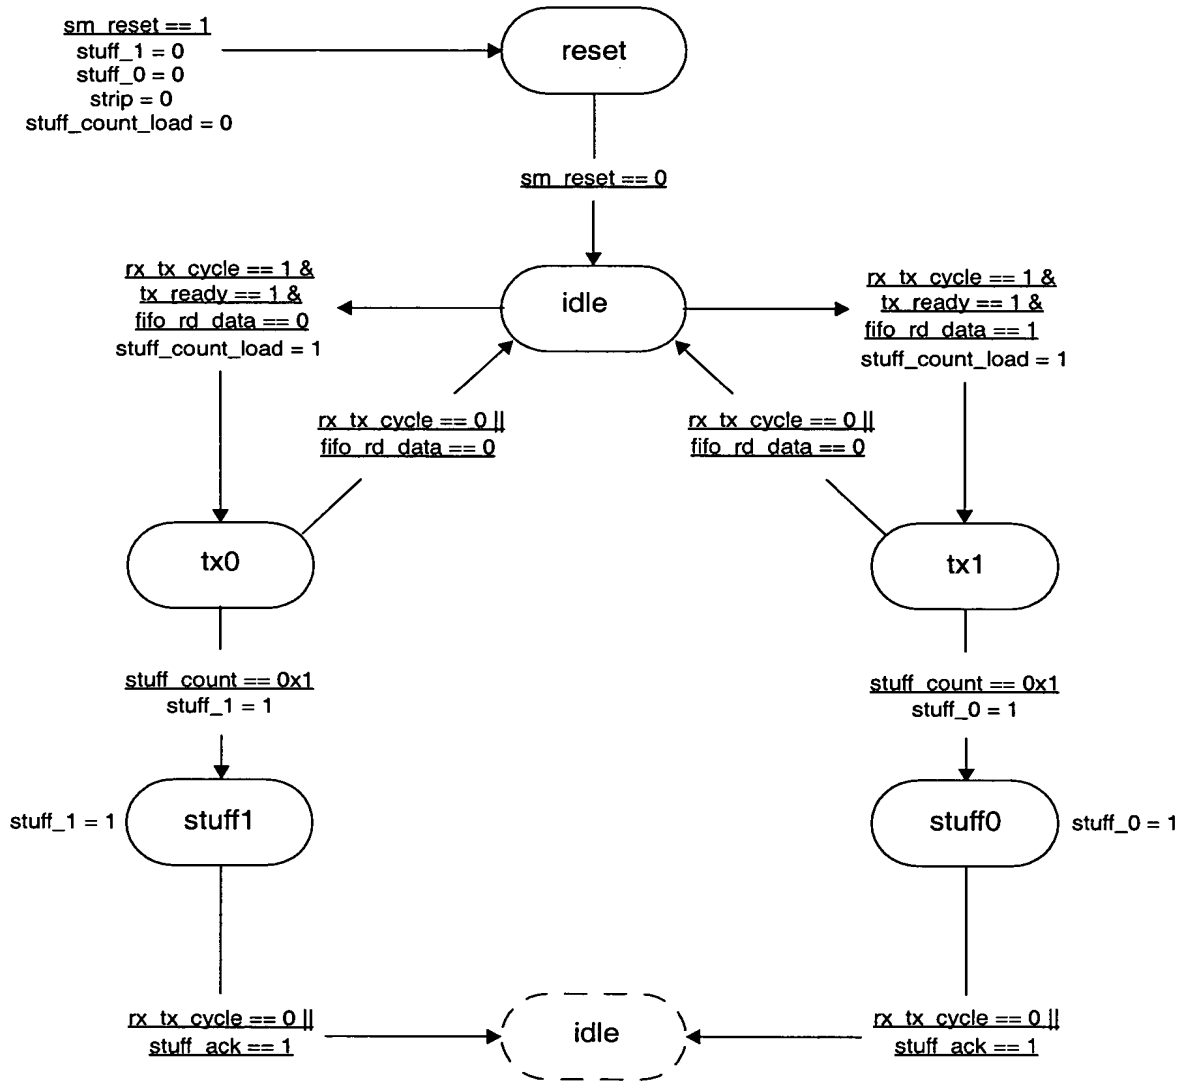 sm_reset == 1
stuff_1 = 0
stuff_0 = 0
strip = 0
stuff_count_load = 0
reset
sm_reset == 0
idle
rx_tx_cycle == 1 &
tx_ready == 1 &
fifo_rd_data == 0
stuff_count_load = 1
rx_tx_cycle == 1 &
tx_ready == 1 &
fifo_rd_data == 1
stuff_count_load = 1
rx_tx_cycle == 0 ||
fifo_rd_data == 0
rx_tx_cycle == 0 ||
fifo_rd_data == 0
tx0
tx1
stuff_count == 0x1
stuff_1 = 1
stuff_count == 0x1
stuff_0 = 1
stuff_1 = 1
stuff1
stuff0
stuff_0 = 1
rx_tx_cycle == 0 ||
stuff_ack == 1
idle
rx_tx_cycle == 0 ||
stuff_ack == 1